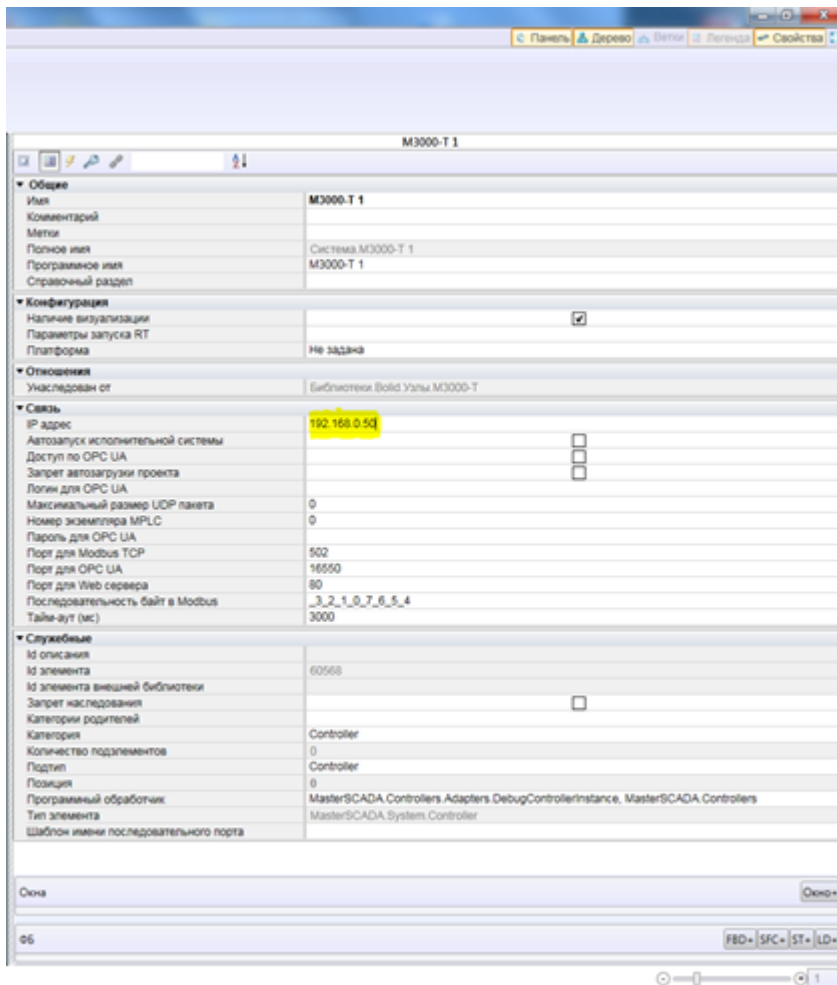 Панель Дерево Ветки Легенда Свойства
М3000-Т 1
Общие
Имя М3000-Т 1
Комментарий
Метки
Полное имя Система.М3000-Т 1
Программное имя М3000-Т 1
Справочный раздел
Конфигурация
Наличие визуализации
Параметры запуска RT
Платформа Не задана
Отношения
Унаследован от Библиотеки.Bolid.Узлы.М3000-Т
Связь
IP адрес 192.168.0.50
Автозапуск исполнительной системы
Доступ по OPC UA
Запрет автозагрузки проекта
Логин для OPC UA
Максимальный размер UDP пакета 0
Номер экземпляра MPLC 0
Пароль для OPC UA
Порт для Modbus TCP 502
Порт для OPC UA 16550
Порт для Web сервера 80
Последовательность байт в Modbus _3_2_1_0_7_6_5_4
Тайм-аут (мс) 3000
Служебные
Id описания
Id элемента 60568
Id элемента внешней библиотеки
Запрет наследования
Категории родителей
Категория Controller
Количество подэлементов 0
Подтип Controller
Позиция 0
Программный обработчик MasterSCADA.Controllers.Adapters.DebugControllerInstance, MasterSCADA.Controllers
Тип элемента MasterSCADA.System.Controller
Шаблон имени последовательного порта
Окна Окно+
ФБ FBD+ SFC+ ST+ LD+
1